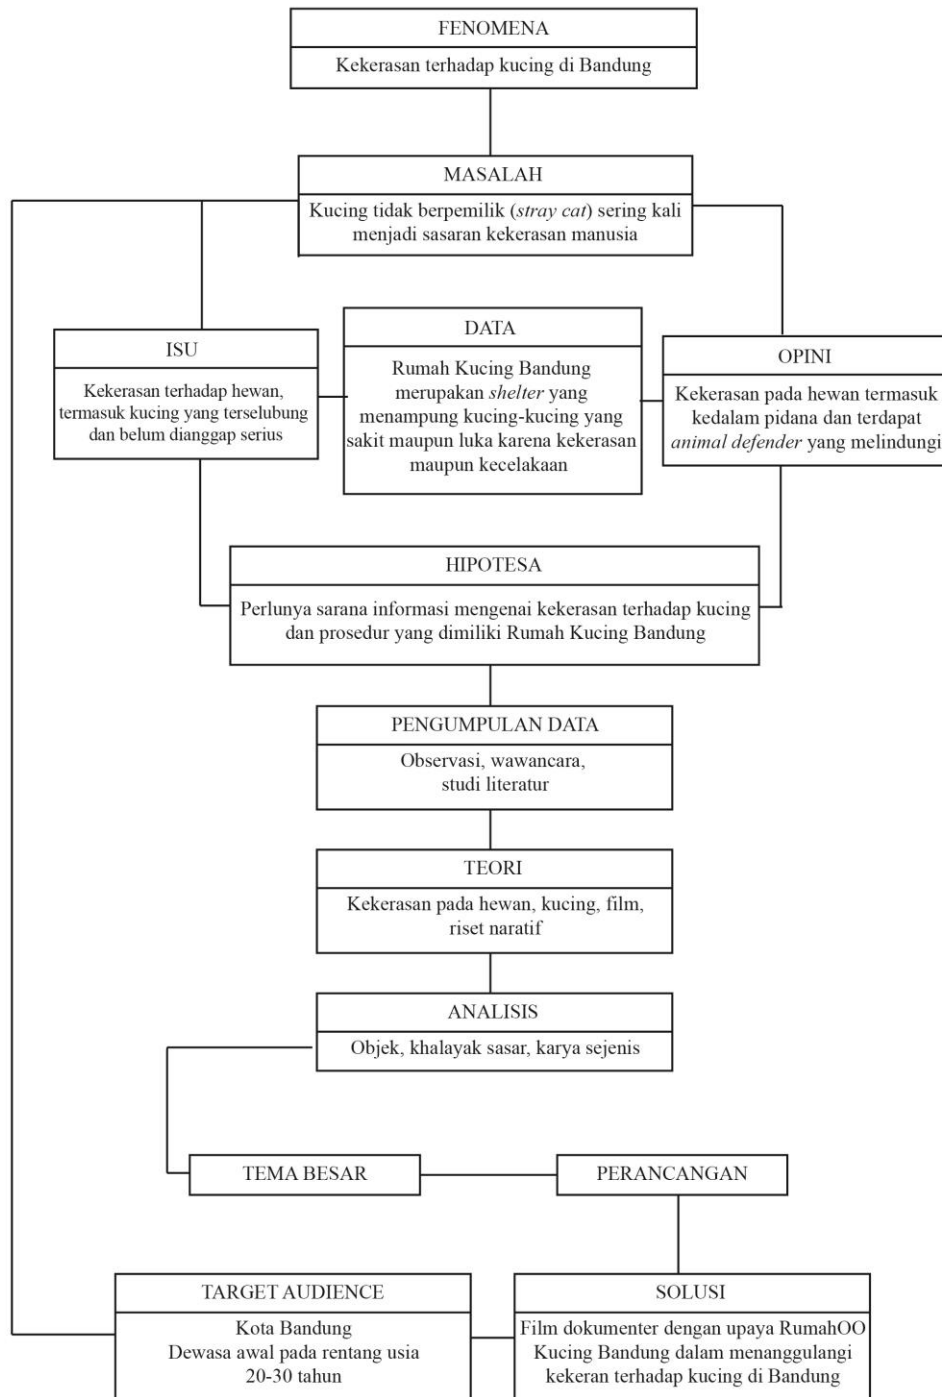 FENOMENA
Kekerasan terhadap kucing di Bandung
MASALAH
Kucing tidak berpemilik (stray cat) sering kali
menjadi sasaran kekerasan manusia
ISU
Kekerasan terhadap hewan,
termasuk kucing yang terselubung
dan belum dianggap serius
DATA
Rumah Kucing Bandung
merupakan shelter yang
menampung kucing-kucing yang
sakit maupun luka karena kekerasan
maupun kecelakaan
OPINI
Kekerasan pada hewan termasuk
kedalam pidana dan terdapat
animal defender yang melindungi
HIPOTESA
Perlunya sarana informasi mengenai kekerasan terhadap kucing
dan prosedur yang dimiliki Rumah Kucing Bandung
PENGUMPULAN DATA
Observasi, wawancara,
studi literatur
TEORI
Kekerasan pada hewan, kucing, film,
riset naratif
ANALISIS
Objek, khalayak sasar, karya sejenis
TEMA BESAR
PERANCANGAN
TARGET AUDIENCE
Kota Bandung
Dewasa awal pada rentang usia
20-30 tahun
SOLUSI
Film dokumenter dengan upaya RumahOO
Kucing Bandung dalam menanggulangi
kekeran terhadap kucing di Bandung